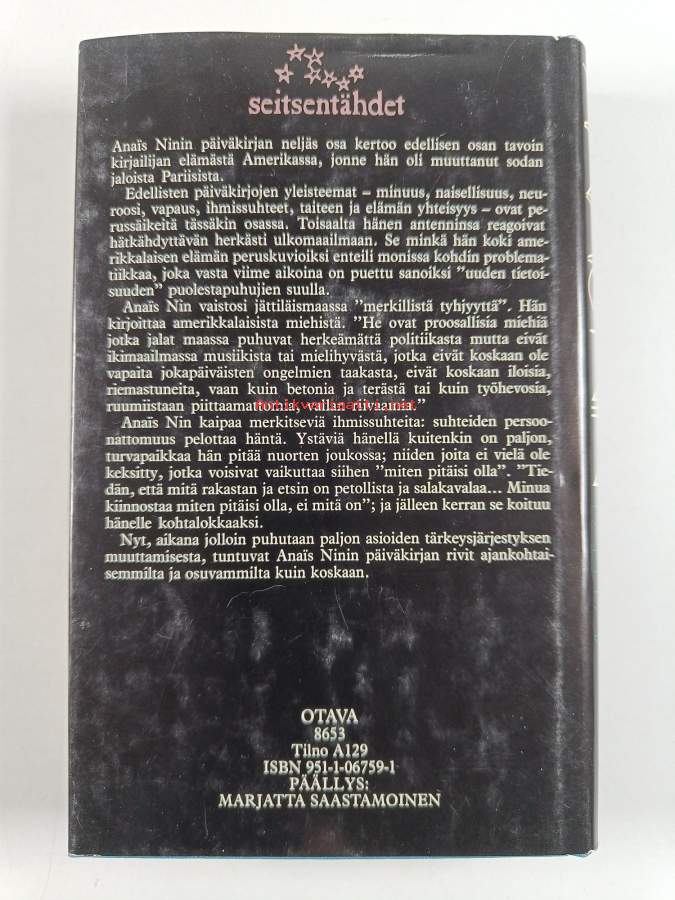 seitsentähdet
Anaïs Ninin päiväkirjan neljäs osa kertoo edellisen osan tavoin
kirjailijan elämästä Amerikassa, jonne hän oli muuttanut sodan
jaloista Pariisista.
Edellisten päiväkirjojen yleisteemat – minuus, naisellisuus, neu-
roosi, vapaus, ihmissuhteet, taiteen ja elämän yhteisyys – ovat pe-
russäikeitä tässäkin osassa. Toisaalta hänen antenninsa reagoivat
hätkähdyttävän herkästi ulkomaailmaan. Se minkä hän koki ame-
rikkalaisen elämän peruskuvioiksi enteili monissa kohdin problema-
tiikkaa, joka vasta viime aikoina on puettu sanoiksi ”uuden tietoi-
suuden” puolestapuhujien suulla.
Anaïs Nin vaistosi jättiläismaassa ”merkillistä tyhjyyttä”. Hän
kirjoittaa amerikkalaisista miehistä. ”He ovat proosallisia miehiä
jotka jalat maassa puhuvat herkeämättä politiikasta mutta eivät
ikimaailmassa musiikista tai mielihyvästä, jotka eivät koskaan ole
vapaita jokapäiväisten ongelmien taakasta, eivät koskaan iloisia,
riemastuneita, vaan kuin betonia ja terästä tai kuin työhevosia,
ruumiistaan piittaamattomia, vailla riivaamia.”
Anaïs Nin kaipaa merkitseviä ihmissuhteita: suhteiden persoo-
nattomuus pelottaa häntä. Ystäviä hänellä kuitenkin on paljon,
turvapaikkaa hän pitää nuorten joukossa; niiden joita ei vielä ole
keksitty, jotka voisivat vaikuttaa siihen ”miten pitäisi olla”. ”Tie-
dän, että mitä rakastan ja etsin on petollista ja salakavalaa... Minua
kiinnostaa miten pitäisi olla, ei mitä on”; ja jälleen kerran se koituu
hänelle kohtalokkaaksi.
Nyt, aikana jolloin puhutaan paljon asioiden tärkeysjärjestyksen
muuttamisesta, tuntuvat Anaïs Ninin päiväkirjan rivit ajankohtai-
semmilta ja osuvammilta kuin koskaan.
OTAVA
8653
Tilno A129
ISBN 951-1-06759-1
PÄÄLLYS:
MARJATTA SAASTAMOINEN